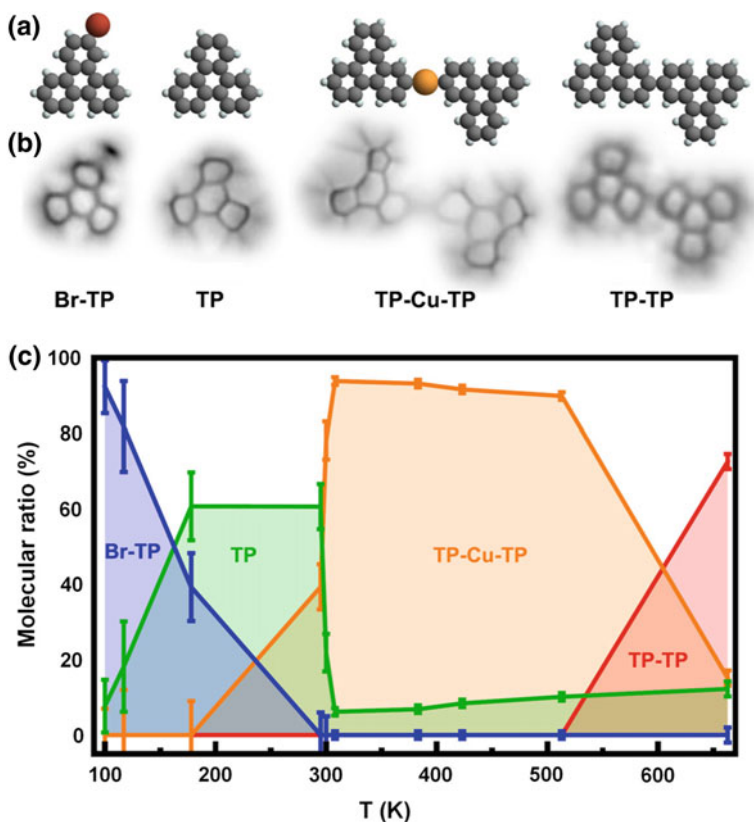 (a)
(b)
Br-TP TP TP-Cu-TP TP-TP
(c)
100
80
60
40
20
0
Molecular ratio (%)
Br-TP
TP
TP-Cu-TP
TP-TP
100 200 300 400 500 600
T (K)